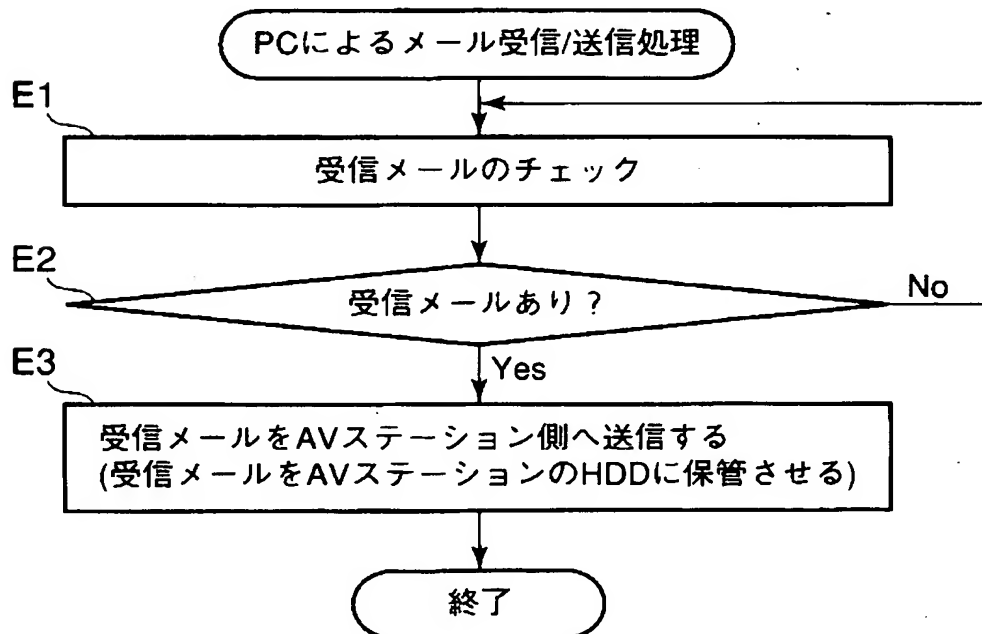 PCによるメール受信/送信処理
E1
受信メールのチェック
E2
受信メールあり？
No
Yes
E3
受信メールをAVステーション側へ送信する
(受信メールをAVステーションのHDDに保管させる)
終了